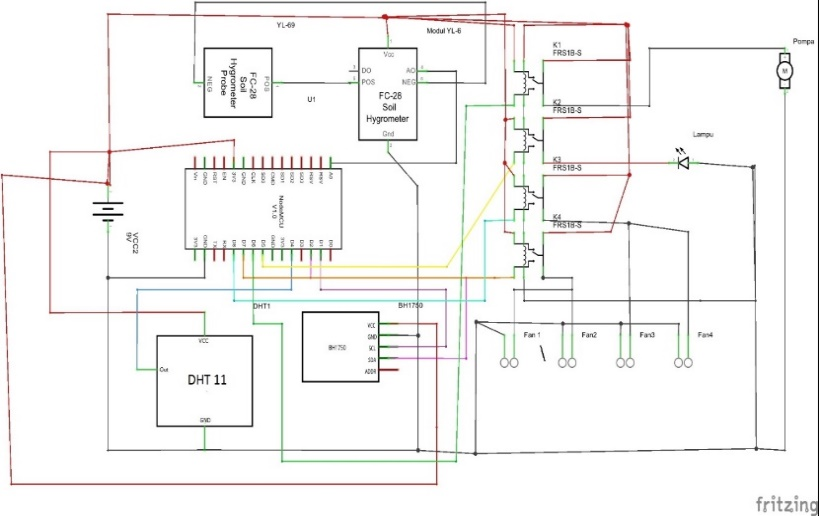 YL-69
Modul YL-6
K1
FRS1B-S
Pompa
M
NEG
FC-28
Soil
Hygrometer
Probe
POS
U1
Vcc
DO
POS
AO
NEG
FC-28
Soil
Hygrometer
Gnd
K2
FRS1B-S
Lampu
K3
FRS1B-S
K4
FRS1B-S
NodeMCU
V1.0
VCC2
9V
DHT1
BH1750
BH1750
VCC
GND
SCL
SDA
ADDR
VCC
Out
DHT 11
GND
Fan 1
Fan2
Fan3
Fan4
fritzing